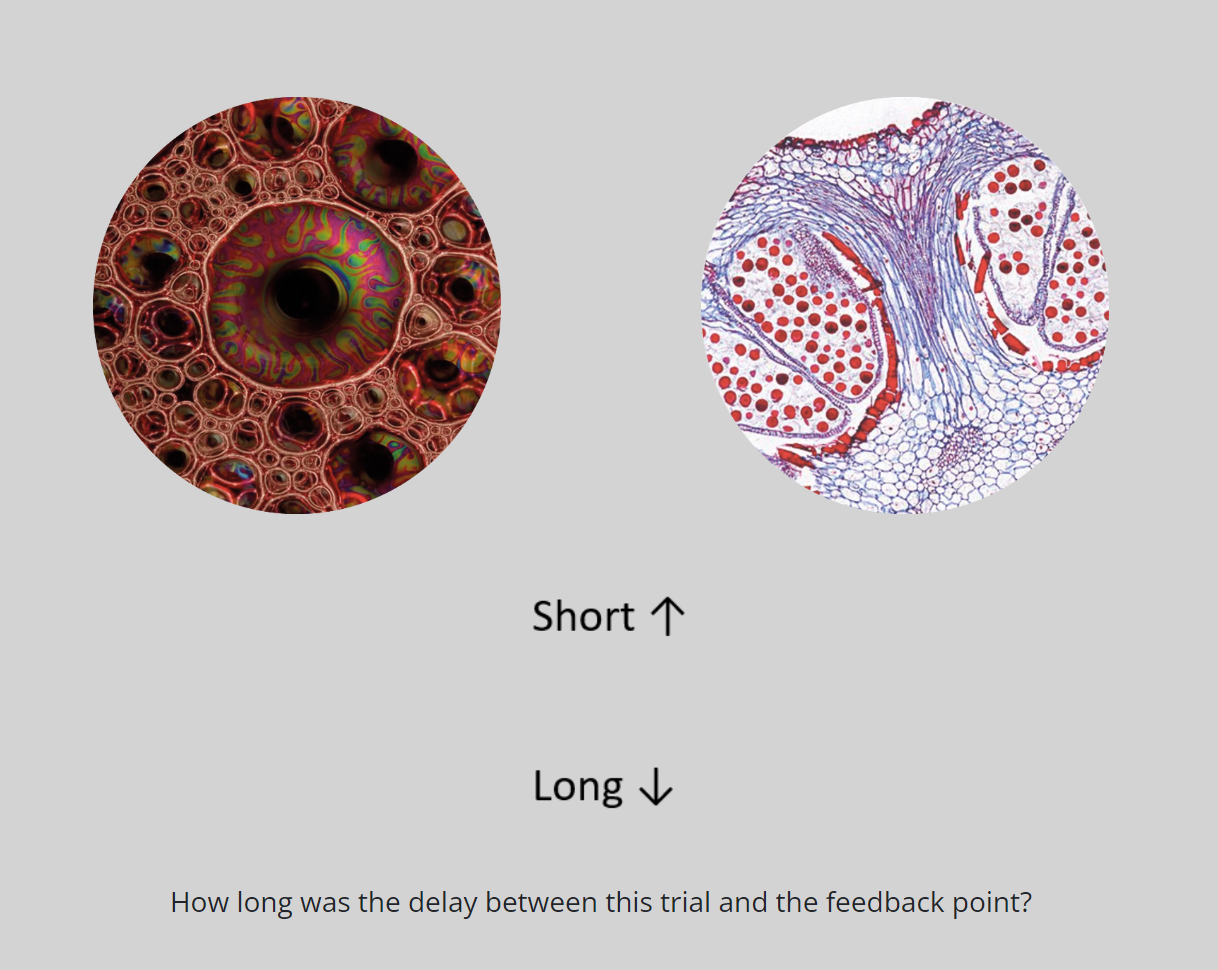 Short ↑
Long ↓
How long was the delay between this trial and the feedback point?